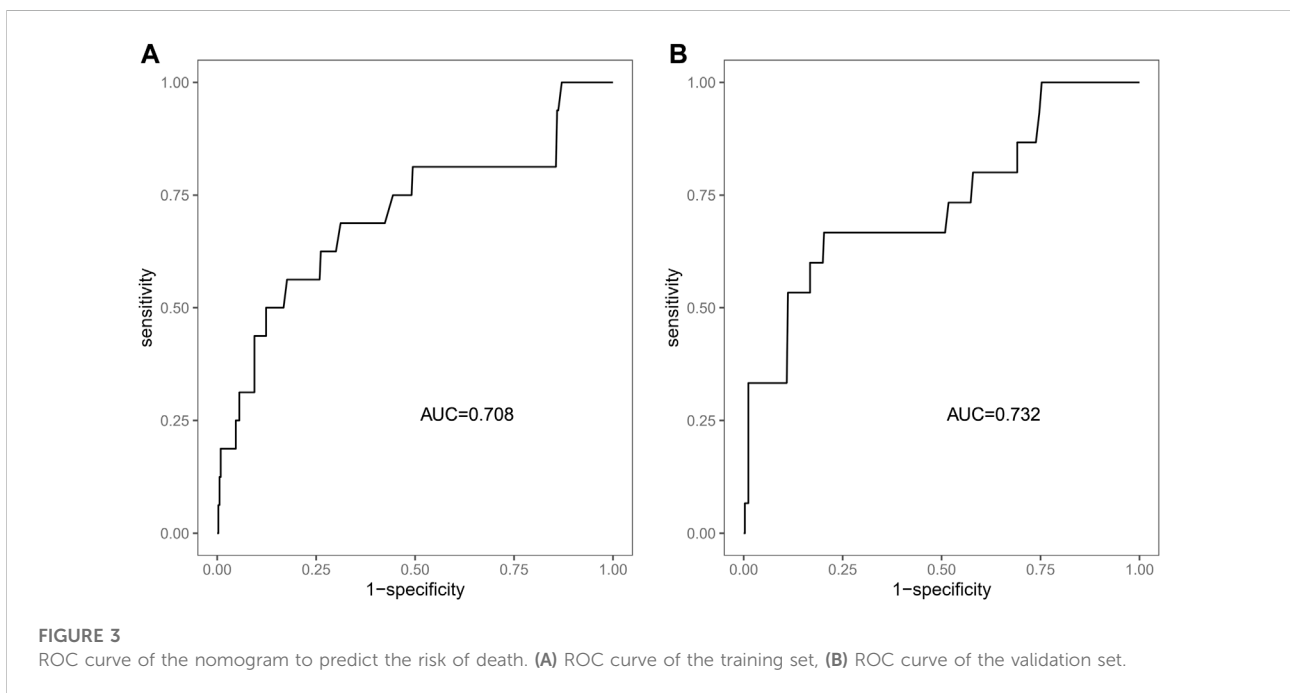 A
1.00
0.75
0.50
0.25
0.00
sensitivity
AUC=0.708
0.00 0.25 0.50 0.75 1.00
1−specificity
B
1.00
0.75
0.50
0.25
0.00
sensitivity
AUC=0.732
0.00 0.25 0.50 0.75 1.00
1−specificity
FIGURE 3
ROC curve of the nomogram to predict the risk of death. (A) ROC curve of the training set, (B) ROC curve of the validation set.